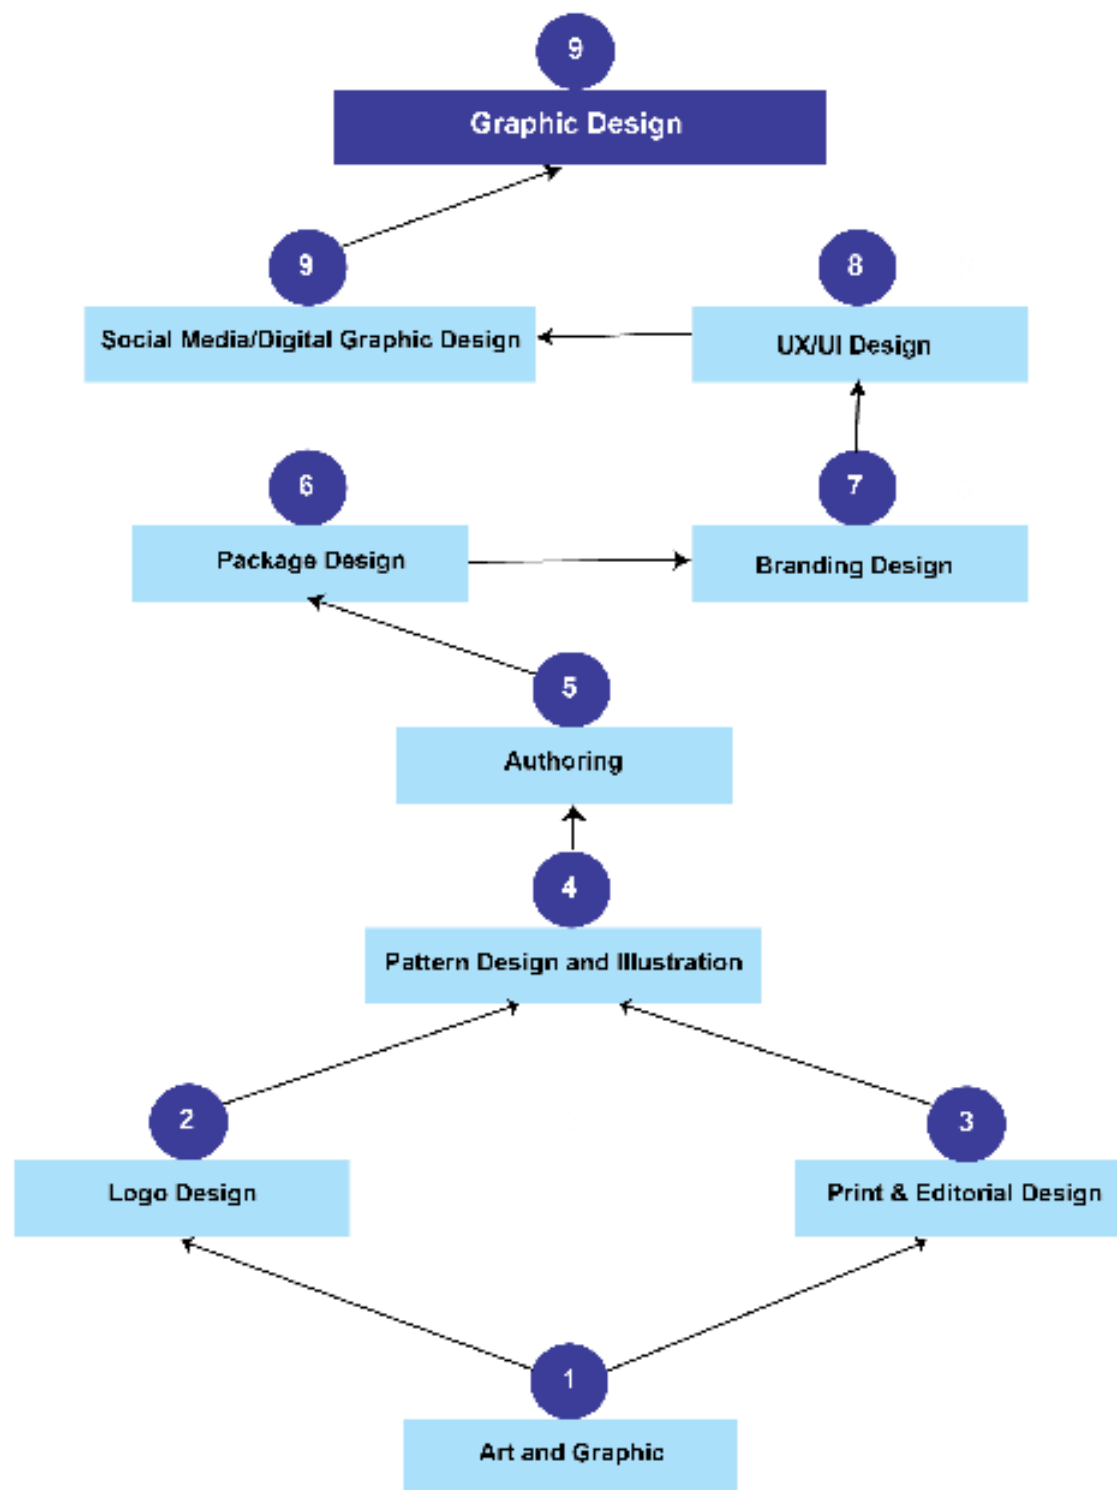 9
Graphic Design
9
8
Social Media/Digital Graphic Design
UX/UI Design
6
7
Package Design
Branding Design
5
Authoring
4
Pattern Design and Illustration
2
3
Logo Design
Print & Editorial Design
1
Art and Graphic